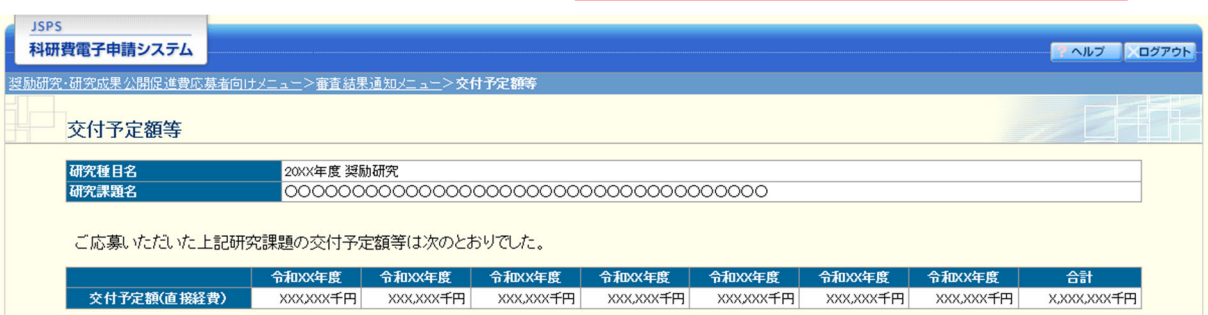 JSPS
科研費電子申請システム
? ヘルプ ×ログアウト
奨励研究・研究成果公開促進費応募者向けメニュー>審査結果通知メニュー>交付予定額等
交付予定額等
研究種目名 20XX年度 奨励研究
研究課題名 〇〇〇〇〇〇〇〇〇〇〇〇〇〇〇〇〇〇〇〇〇〇〇〇〇〇〇〇〇〇〇〇〇〇〇〇〇〇〇
ご応募いただいた上記研究課題の交付予定額等は次のとおりでした。
令和XX年度 令和XX年度 令和XX年度 令和XX年度 令和XX年度 令和XX年度 令和XX年度 合計
交付予定額(直接経費) XXX,XXX千円 XXX,XXX千円 XXX,XXX千円 XXX,XXX千円 XXX,XXX千円 XXX,XXX千円 XXX,XXX千円 X,XXX,XXX千円